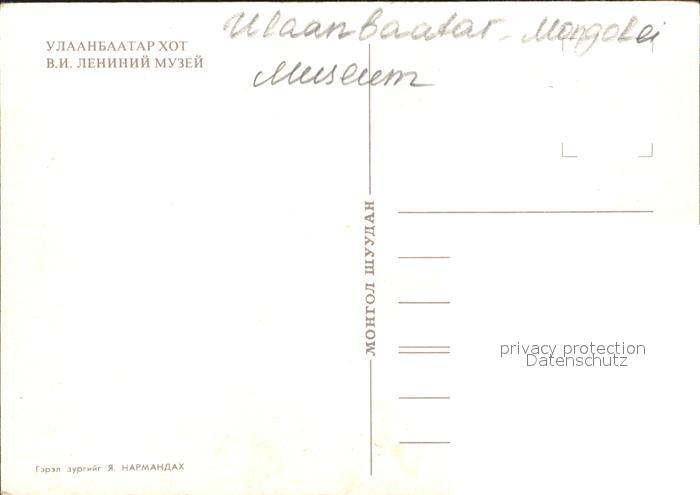 Ulaanbaatar - Mongolei
Museum
УЛААНБААТАР ХОТ
В.И. ЛЕНИНИЙ МУЗЕЙ
МОНГОЛ ШУУДАН
privacy protection
Datenschutz
Гэрэл зургийг Я. НАРМАНДАХ